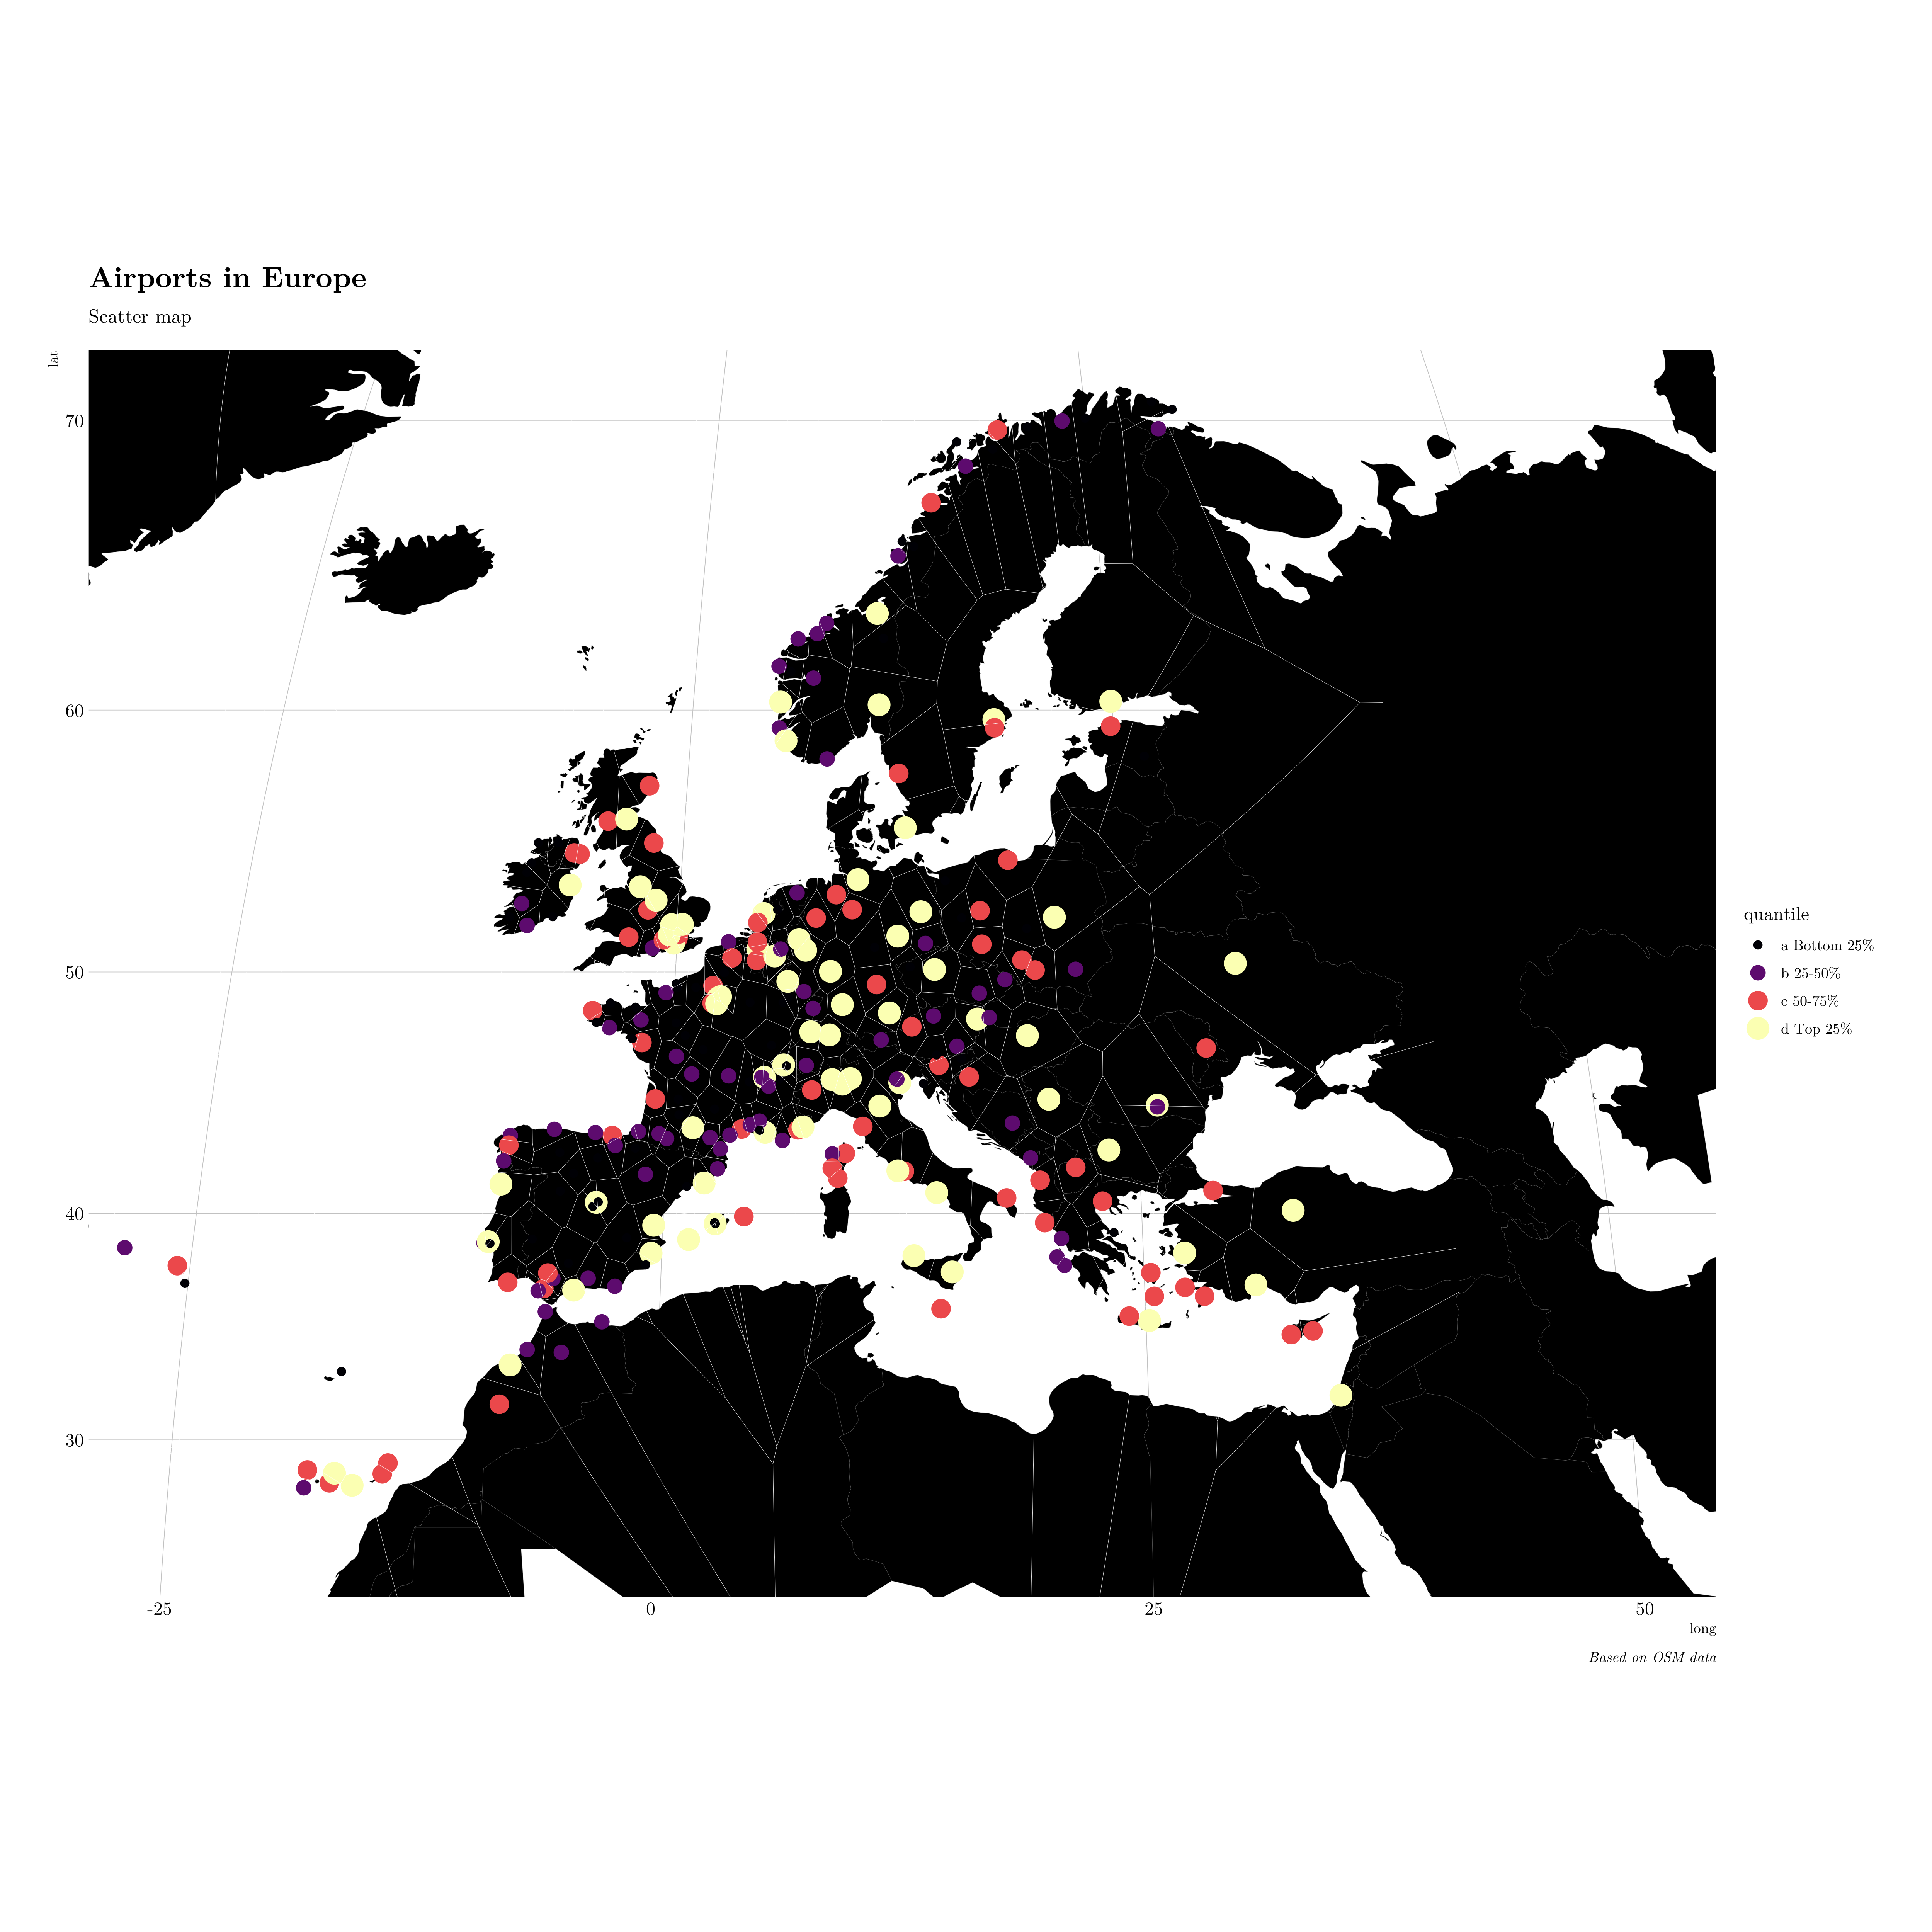 Airports in Europe
Scatter map
lat
70
60
50
40
30
-25 0 25 50
long
Based on OSM data
quantile
a Bottom 25%
b 25-50%
c 50-75%
d Top 25%